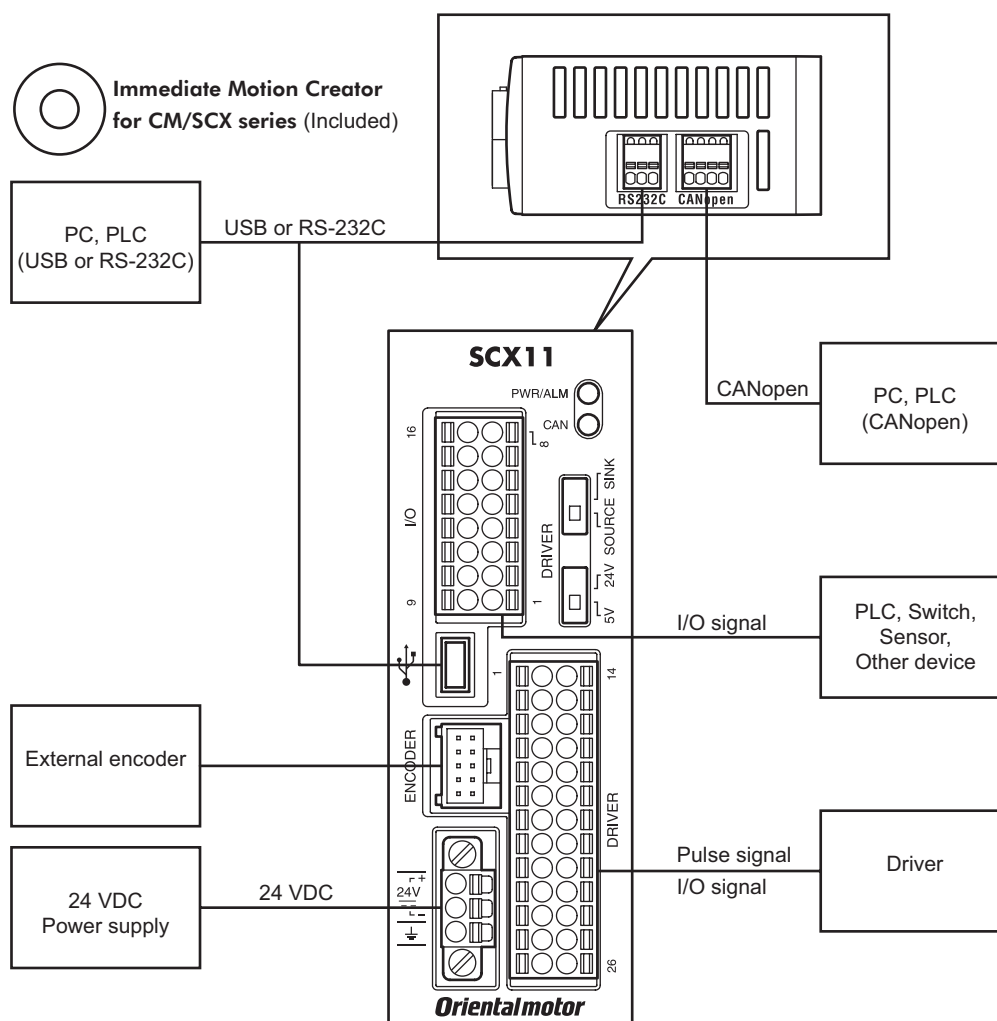 Immediate Motion Creator
for CM/SCX series (Included)
RS232C CANopen
PC, PLC
(USB or RS-232C)
USB or RS-232C
SCX11
PWR/ALM
CAN
CANopen
PC, PLC
(CANopen)
16
8
I/O
9
1
DRIVER
SOURCE SINK
5V 24V
I/O signal
PLC, Switch,
Sensor,
Other device
1
14
External encoder
ENCODER
DRIVER
26
Pulse signal
I/O signal
Driver
24 VDC
Power supply
24 VDC
+
24V
-
Orientalmotor